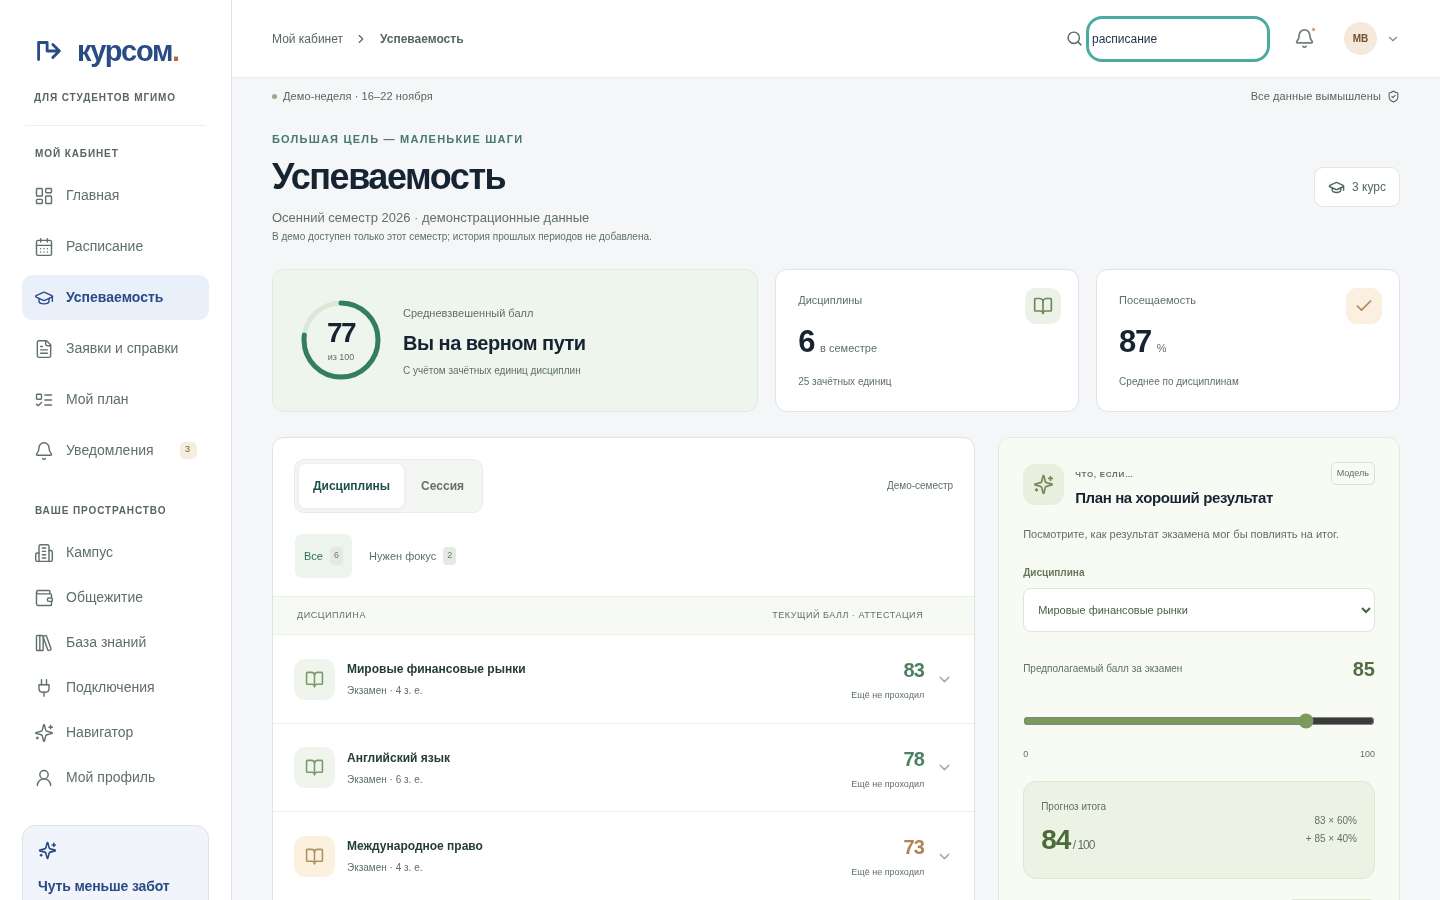 курсом.
ДЛЯ СТУДЕНТОВ МГИМО
МОЙ КАБИНЕТ
Главная
Расписание
Успеваемость
Заявки и справки
Мой план
Уведомления 3
ВАШЕ ПРОСТРАНСТВО
Кампус
Общежитие
База знаний
Подключения
Навигатор
Мой профиль
Чуть меньше забот
Мой кабинет Успеваемость
расписание
МВ
Демо-неделя · 16–22 ноября
Все данные вымышлены
БОЛЬШАЯ ЦЕЛЬ — МАЛЕНЬКИЕ ШАГИ
Успеваемость
3 курс
Осенний семестр 2026 · демонстрационные данные
В демо доступен только этот семестр; история прошлых периодов не добавлена.
77
из 100
Средневзвешенный балл
Вы на верном пути
С учётом зачётных единиц дисциплин
Дисциплины
6 в семестре
25 зачётных единиц
Посещаемость
87 %
Среднее по дисциплинам
Дисциплины Сессия
Демо-семестр
Все 6 Нужен фокус 2
ДИСЦИПЛИНА ТЕКУЩИЙ БАЛЛ · АТТЕСТАЦИЯ
Мировые финансовые рынки
Экзамен · 4 з. е.
83
Ещё не проходил
Английский язык
Экзамен · 6 з. е.
78
Ещё не проходил
Международное право
Экзамен · 4 з. е.
73
Ещё не проходил
ЧТО, ЕСЛИ…
План на хороший результат
Модель
Посмотрите, как результат экзамена мог бы повлиять на итог.
Дисциплина
Мировые финансовые рынки
Предполагаемый балл за экзамен 85
0 100
Прогноз итога
84 / 100
83 × 60%
+ 85 × 40%